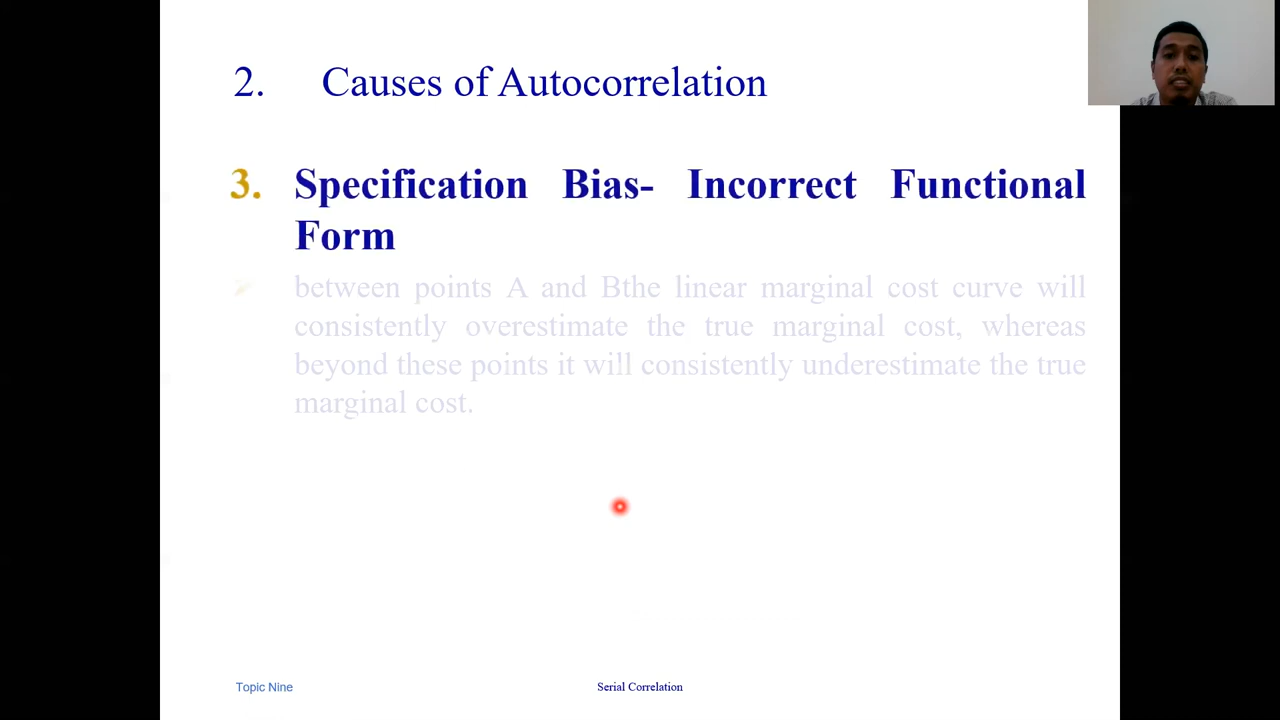 2. Causes of Autocorrelation
3. Specification Bias- Incorrect Functional
Form
between points A and Bthe linear marginal cost curve will
consistently overestimate the true marginal cost, whereas
beyond these points it will consistently underestimate the true
marginal cost.
Topic Nine
Serial Correlation